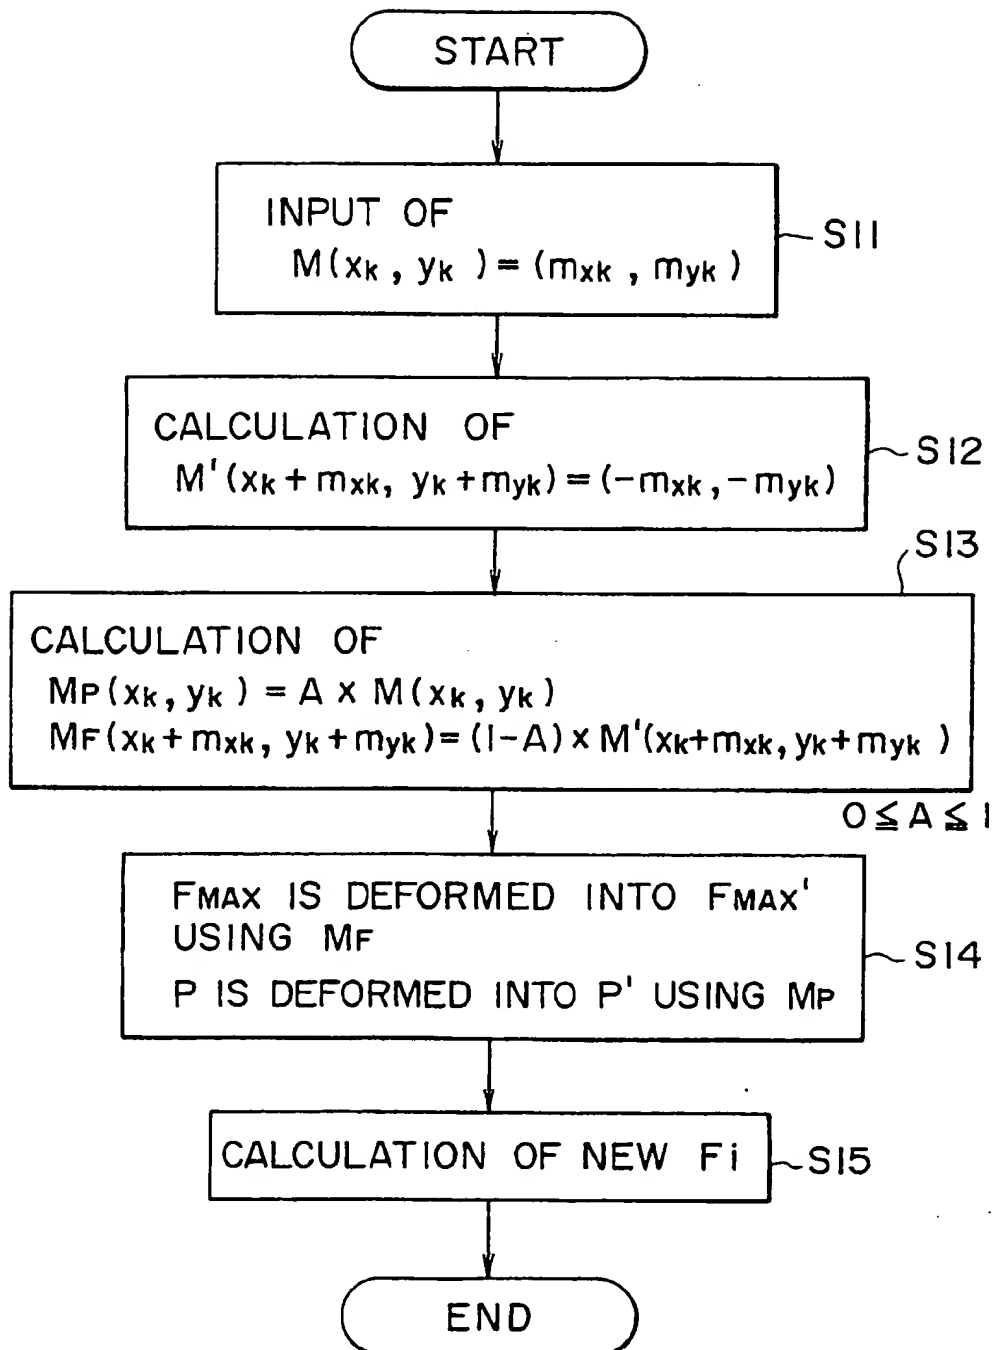 START
INPUT OF
M(xk, yk) = (mxk, myk)
S11
CALCULATION OF
M'(xk+mxk, yk+myk) = (-mxk, -myk)
S12
S13
CALCULATION OF
MP(xk, yk) = A × M(xk, yk)
MF(xk+mxk, yk+myk) = (1-A) × M'(xk+mxk, yk+myk)
0 ≦ A ≦ 1
FMAX IS DEFORMED INTO FMAX'
USING MF
P IS DEFORMED INTO P' USING MP
S14
CALCULATION OF NEW Fi
S15
END